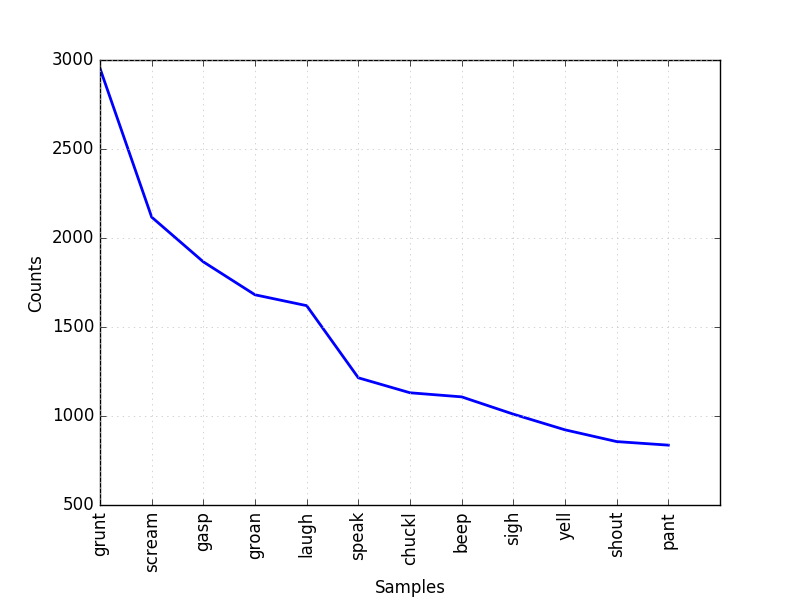 3000
2500
2000
1500
1000
500
Counts
grunt
scream
gasp
groan
laugh
speak
chuckl
beep
sigh
yell
shout
pant
Samples